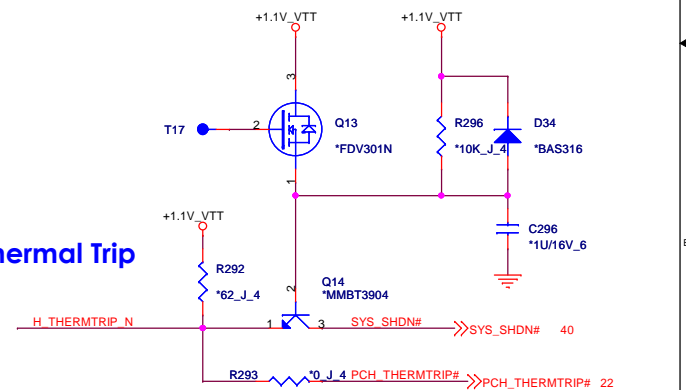 +1.1V_VTT
+1.1V_VTT
3
T17
2
Q13
*FDV301N
R296
*10K_J_4
D34
*BAS316
1
+1.1V_VTT
C296
*1U/16V_6
hermal Trip
R292
*62_J_4
2
Q14
*MMBT3904
H_THERMTRIP_N
1
3
SYS_SHDN#
SYS_SHDN# 40
R293
*0_J_4
PCH_THERMTRIP#
PCH_THERMTRIP# 22